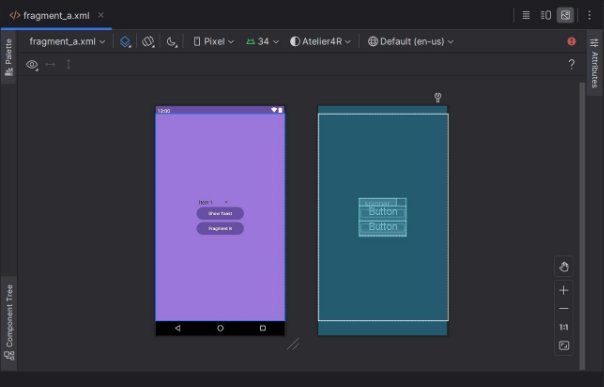 fragment_a.xml
fragment_a.xml
Pixel
34
Atelier4R
Default (en-us)
Palette
Attributes
?
12:00
Item 1
Show Toast
Fragment B
Spinner
Button
Button
Component Tree
1:1